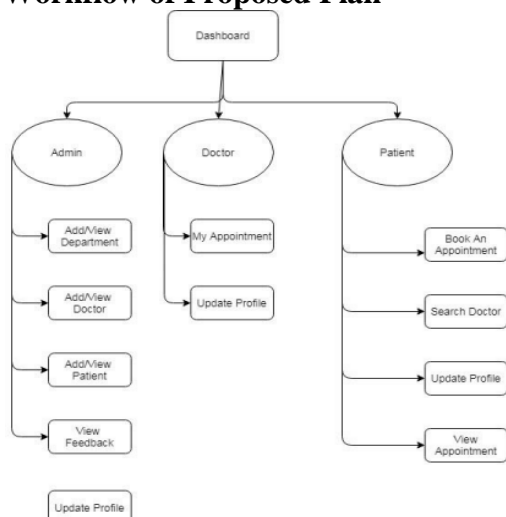 Workflow of Proposed Plan
Dashboard
Admin
Doctor
Patient
Add/View
Department
Add/View
Doctor
Add/View
Patient
View
Feedback
Update Profile
My Appointment
Update Profile
Book An
Appointment
Search Doctor
Update Profile
View
Appointment